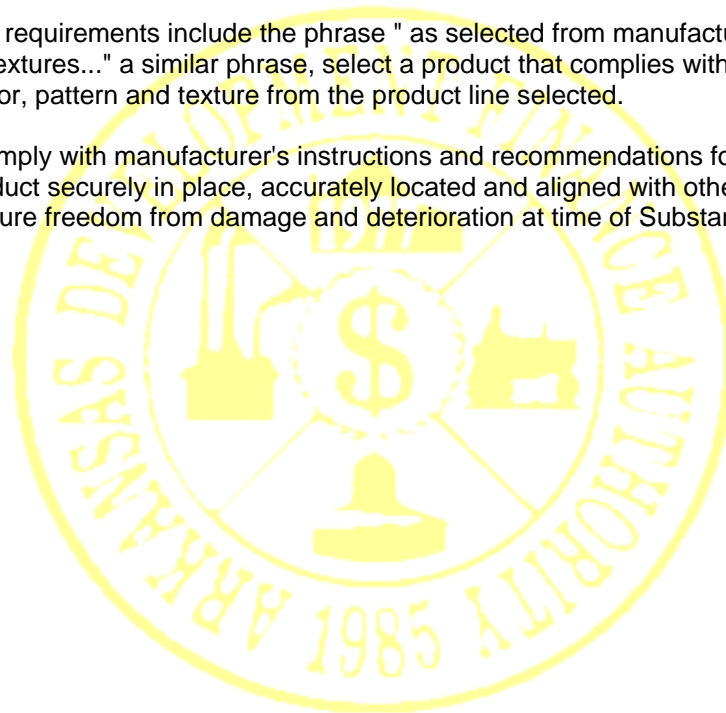 requirements include the phrase " as selected from manufactu
extures..." a similar phrase, select a product that complies with
or, pattern and texture from the product line selected.
mply with manufacturer's instructions and recommendations fo
duct securely in place, accurately located and aligned with othe
ure freedom from damage and deterioration at time of Substan
ARKANSAS DEVELOPMENT FINANCE AUTHORITY
1977
$
1985